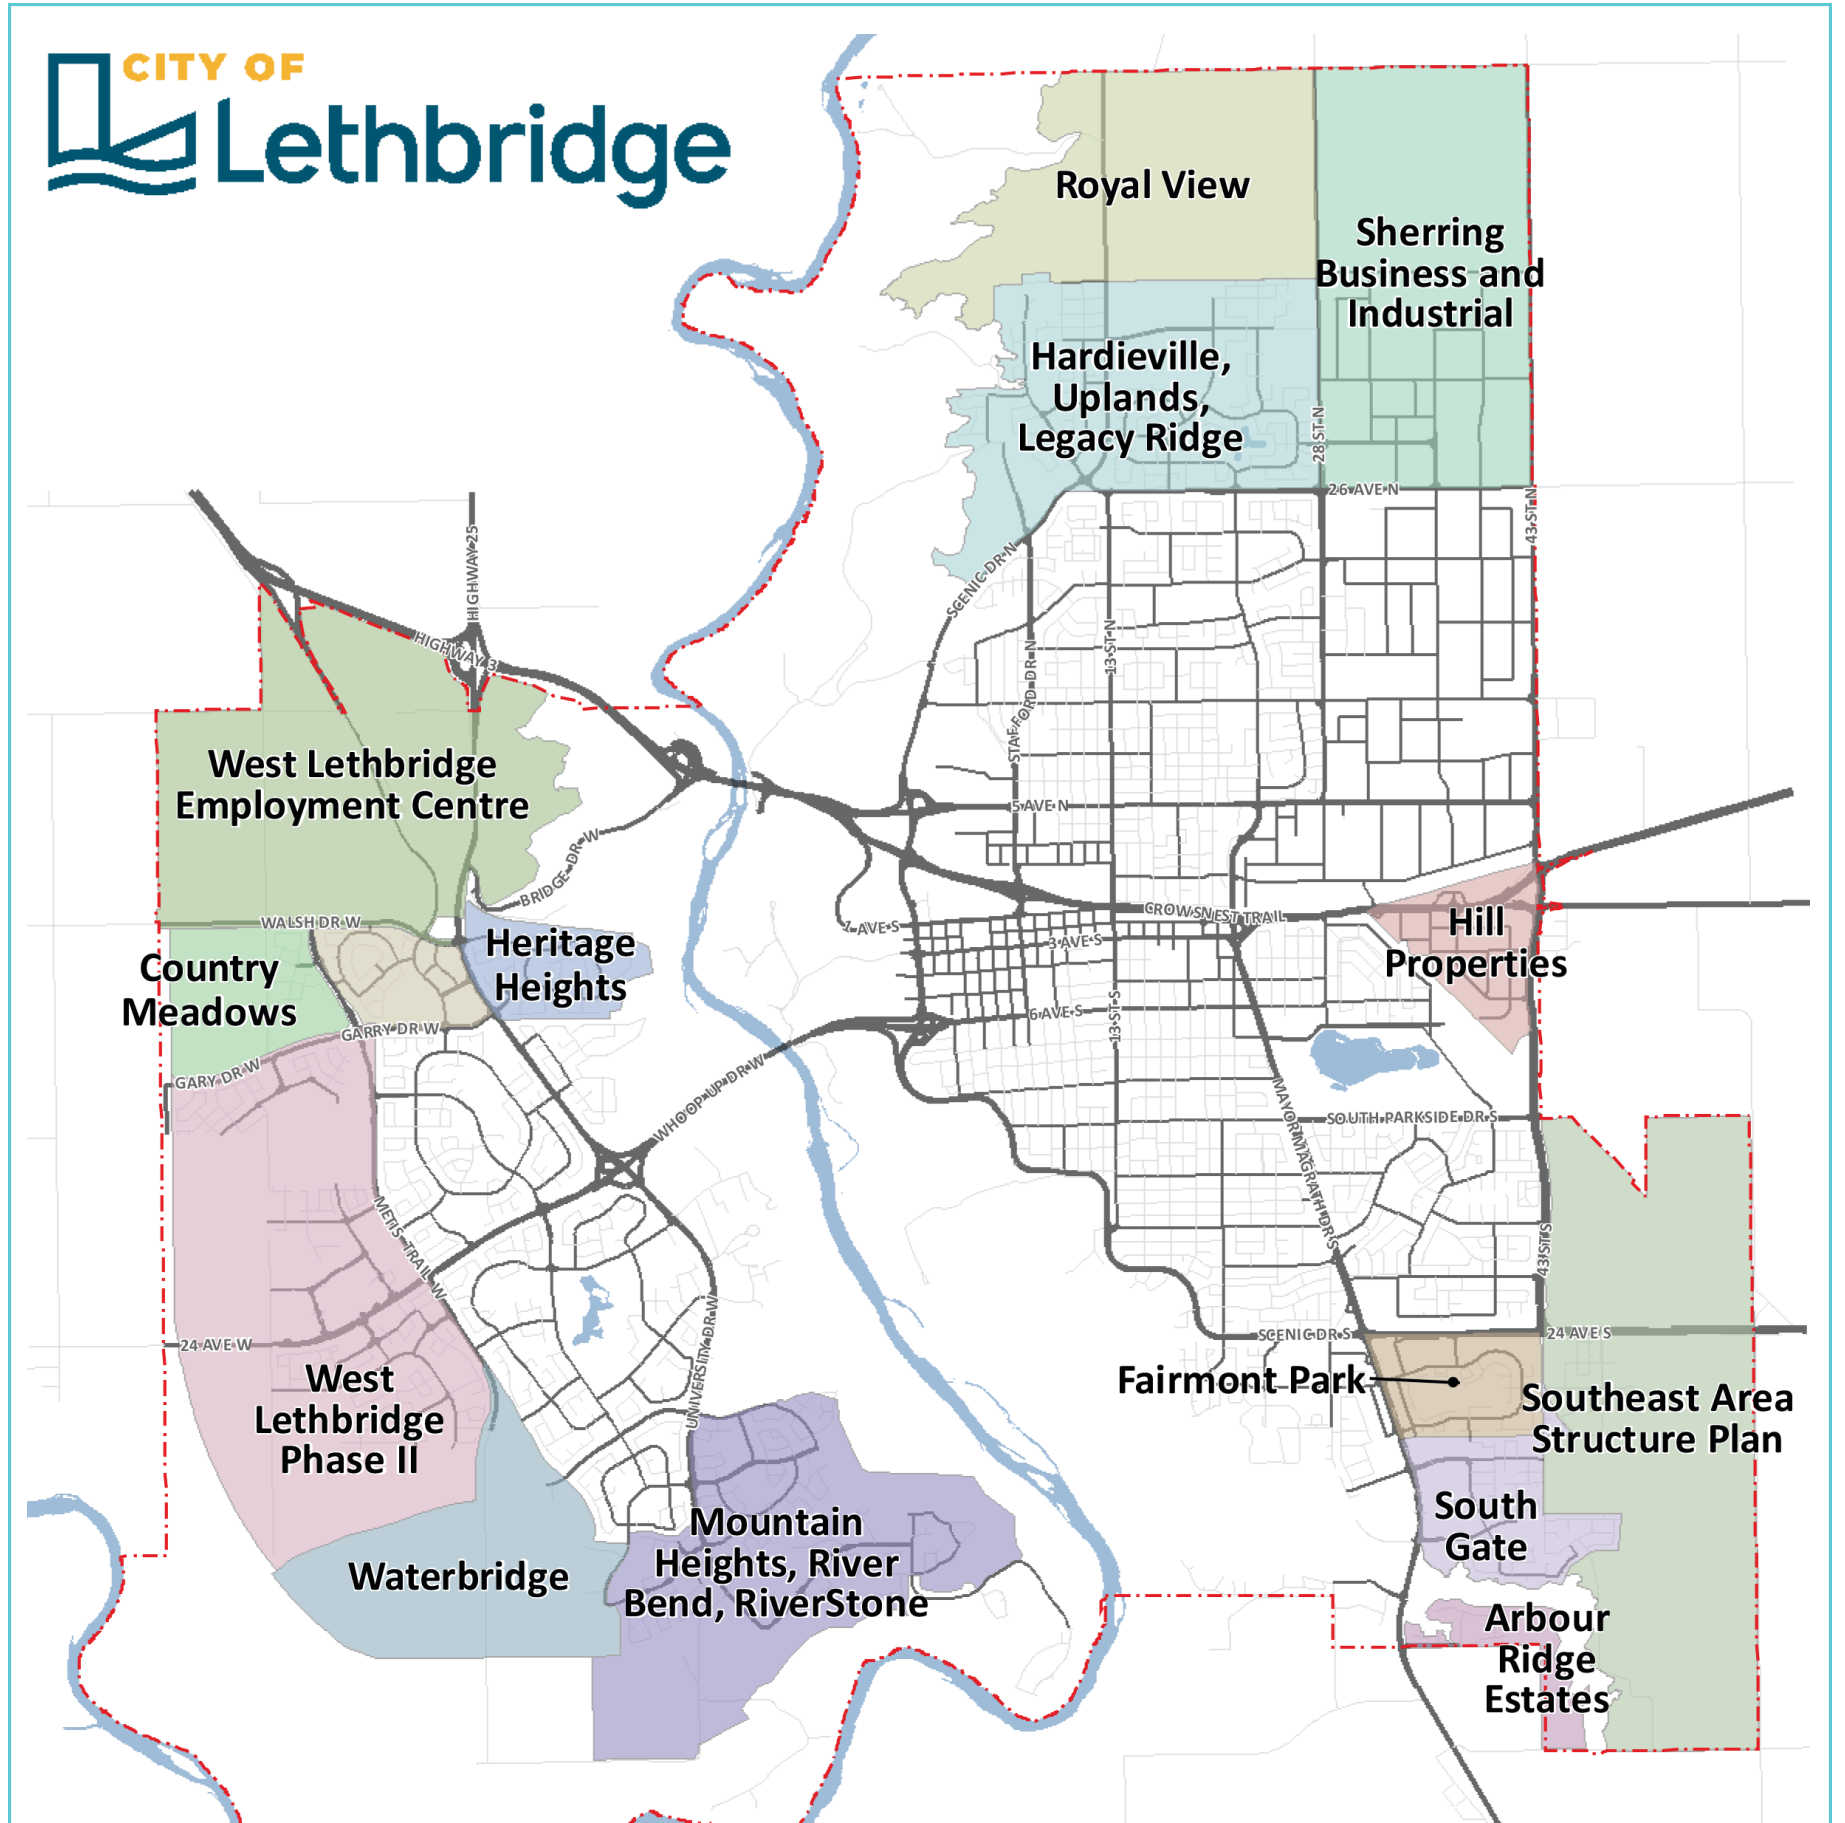 CITY OF
Lethbridge
Royal View
Sherring
Business and
Industrial
Hardieville,
Uplands,
Legacy Ridge
28 ST N
26 AVE N
43 ST N
HIGHWAY 25
HIGHWAY 3
SCENIC DR N
STAFFORD DR N
13 ST N
West Lethbridge
Employment Centre
5 AVE N
BRIDGE DR W
WALSH DR W
Heritage
Heights
Country
Meadows
GARRY DR W
GARY DR W
1 AVE S
3 AVE S
CROWSNEST TRAIL
Hill
Properties
6 AVE S
13 ST S
WHOOP UP DR W
MAYOR MAGRATH DR S
SOUTH PARKSIDE DR S
METIS TRAIL W
43 ST S
24 AVE W
UNIVERSITY DR W
SCENIC DR S
24 AVE S
West
Lethbridge
Phase II
Fairmont Park
Southeast Area
Structure Plan
South
Gate
Mountain
Heights, River
Bend, RiverStone
Waterbridge
Arbour
Ridge
Estates